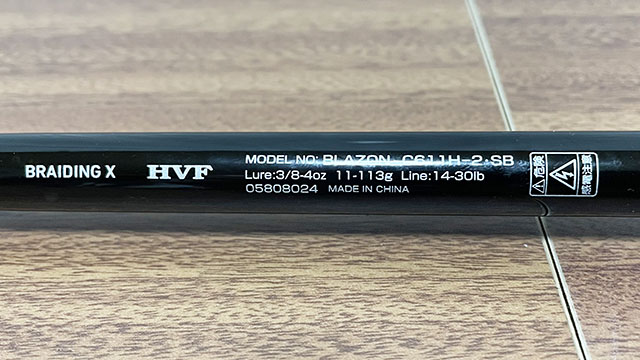 BRAIDING X HVF
MODEL NO: BLAZON C611H-2・SB
Lure:3/8-4oz 11-113g Line:14-30lb
05808024 MADE IN CHINA
危険
感電注意